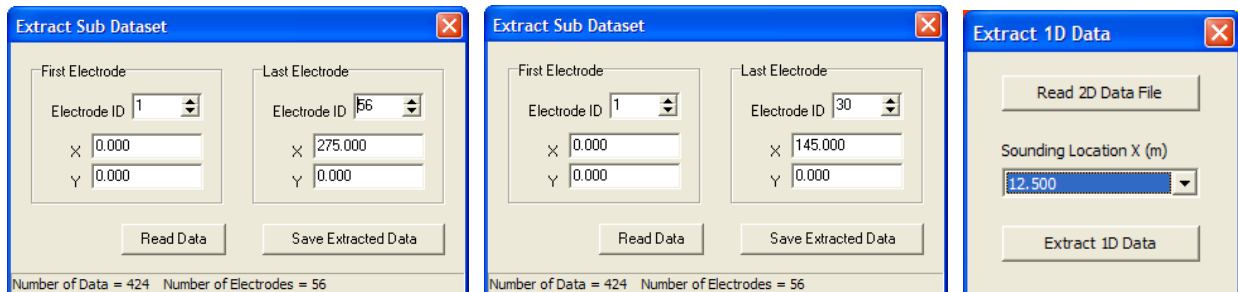 Extract Sub Dataset
First Electrode
Last Electrode
Electrode ID 1
Electrode ID 56
X 0.000
X 275.000
Y 0.000
Y 0.000
Read Data
Save Extracted Data
Number of Data = 424 Number of Electrodes = 56
Extract Sub Dataset
First Electrode
Last Electrode
Electrode ID 1
Electrode ID 30
X 0.000
X 145.000
Y 0.000
Y 0.000
Read Data
Save Extracted Data
Number of Data = 424 Number of Electrodes = 56
Extract 1D Data
Read 2D Data File
Sounding Location X (m)
12.500
Extract 1D Data